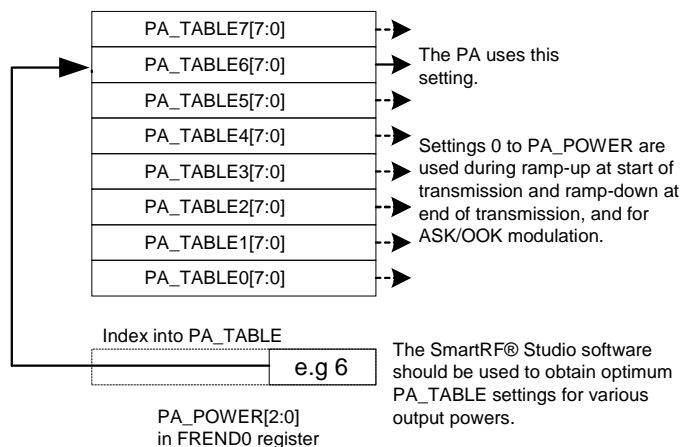 PA_TABLE7[7:0]
PA_TABLE6[7:0]
PA_TABLE5[7:0]
PA_TABLE4[7:0]
PA_TABLE3[7:0]
PA_TABLE2[7:0]
PA_TABLE1[7:0]
PA_TABLE0[7:0]
The PA uses this
setting.
Settings 0 to PA_POWER are
used during ramp-up at start of
transmission and ramp-down at
end of transmission, and for
ASK/OOK modulation.
Index into PA_TABLE
e.g 6
PA_POWER[2:0]
in FREND0 register
The SmartRF® Studio software
should be used to obtain optimum
PA_TABLE settings for various
output powers.